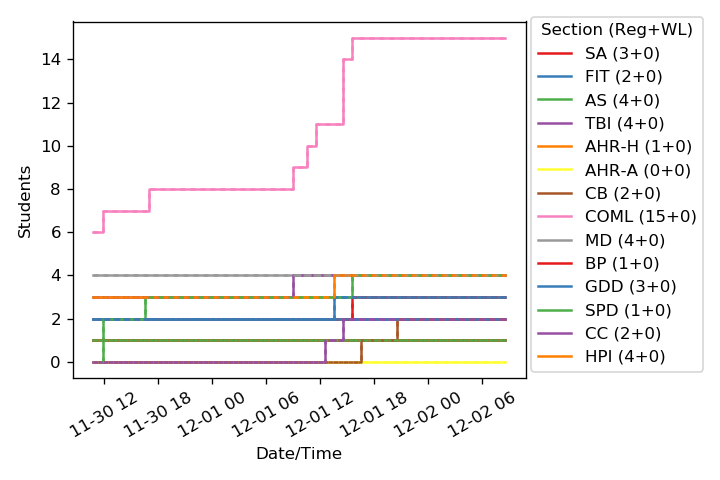 Students
14
12
10
8
6
4
2
0
11-30 12
11-30 18
12-01 00
12-01 06
12-01 12
12-01 18
12-02 00
12-02 06
Date/Time
Section (Reg+WL)
SA (3+0)
FIT (2+0)
AS (4+0)
TBI (4+0)
AHR-H (1+0)
AHR-A (0+0)
CB (2+0)
COML (15+0)
MD (4+0)
BP (1+0)
GDD (3+0)
SPD (1+0)
CC (2+0)
HPI (4+0)